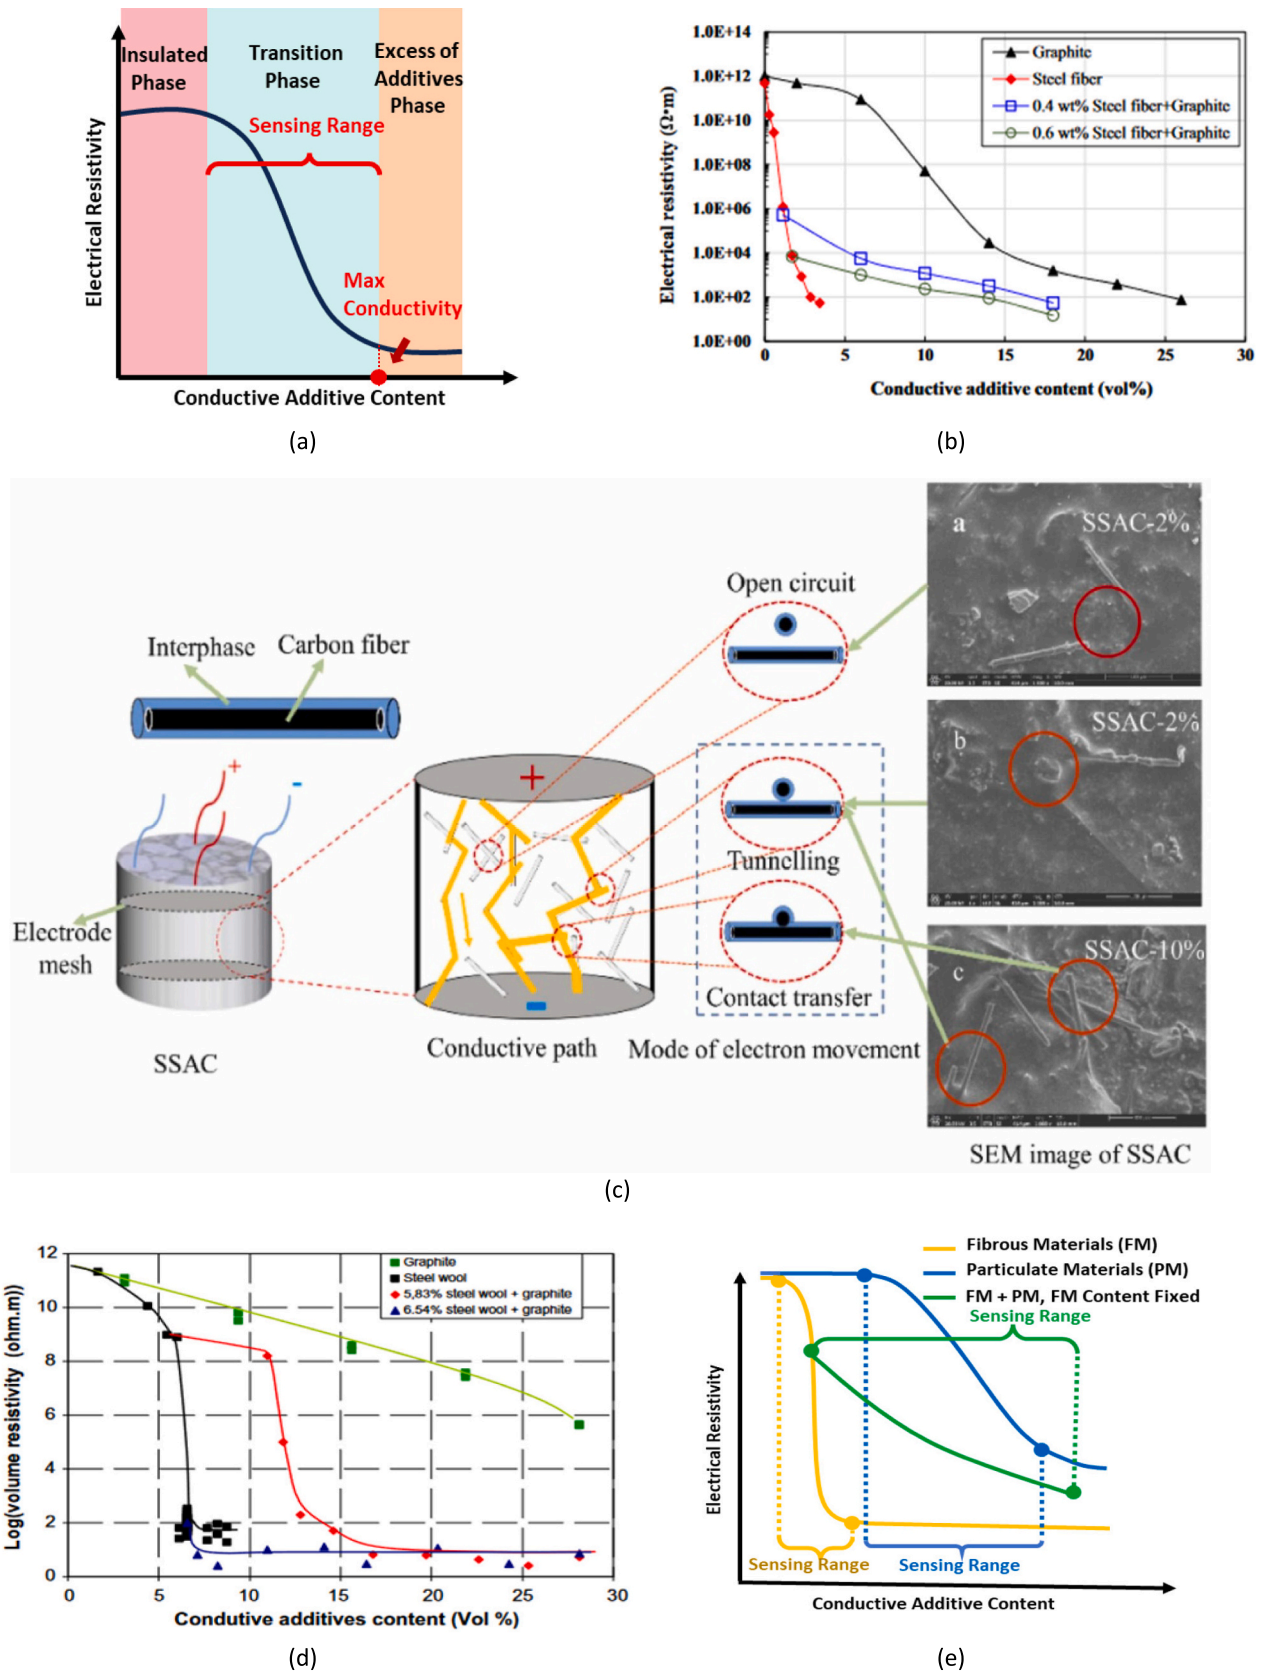 Insulated
Phase
Transition
Phase
Excess of
Additives
Phase
Sensing Range
Max
Conductivity
Electrical Resistivity
Conductive Additive Content
(a)
1.0E+14
1.0E+12
1.0E+10
1.0E+08
1.0E+06
1.0E+04
1.0E+02
1.0E+00
Electrical resistivity (Ω•m)
Graphite
Steel fiber
0.4 wt% Steel fiber+Graphite
0.6 wt% Steel fiber+Graphite
0 5 10 15 20 25 30
Conductive additive content (vol%)
(b)
Interphase
Carbon fiber
+
-
Electrode
mesh
SSAC
+
-
Conductive path
Open circuit
Tunnelling
Contact transfer
Mode of electron movement
a SSAC-2%
b SSAC-2%
c SSAC-10%
SEM image of SSAC
(c)
12
10
8
6
4
2
0
Log(volume resistivity (ohm.m))
Graphite
Steel wool
5,83% steel wool + graphite
6.54% steel wool + graphite
0 5 10 15 20 25 30
Condutive additives content (Vol %)
(d)
Fibrous Materials (FM)
Particulate Materials (PM)
FM + PM, FM Content Fixed
Sensing Range
Electrical Resistivity
Sensing Range
Sensing Range
Conductive Additive Content
(e)